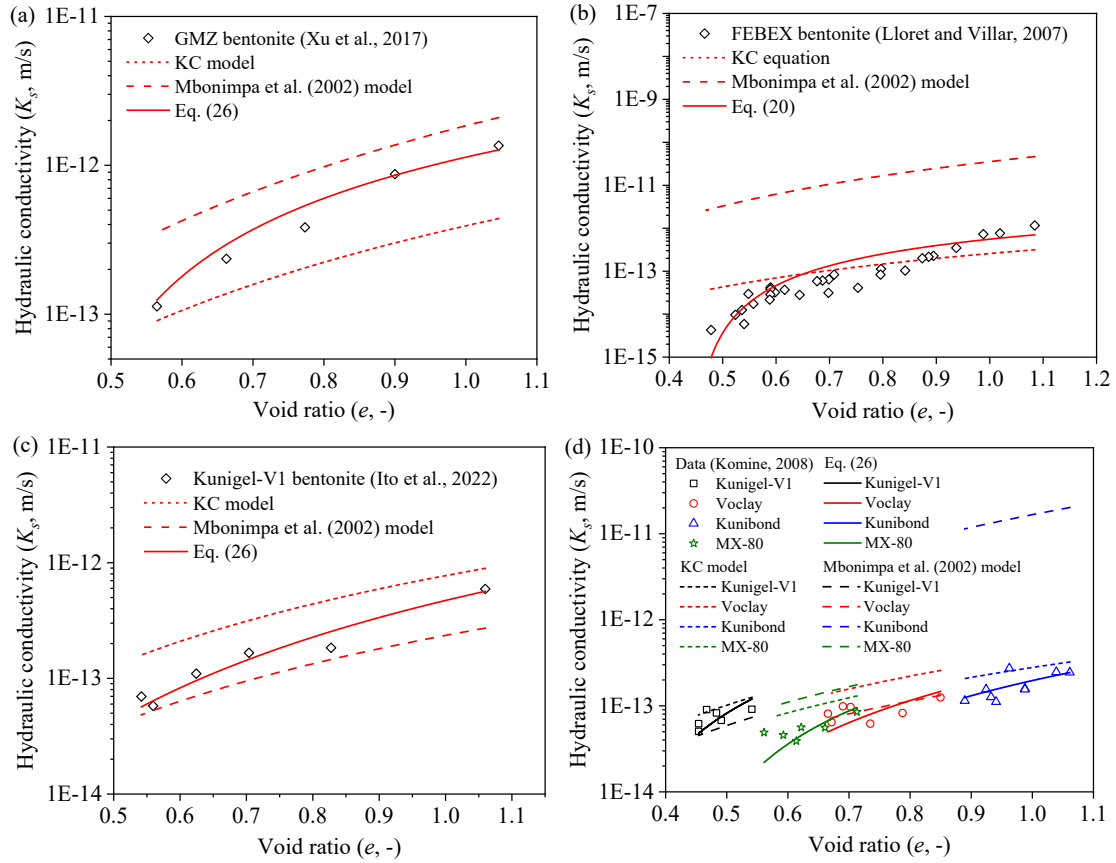 (a)
1E-11
1E-12
1E-13
Hydraulic conductivity (Ks, m/s)
GMZ bentonite (Xu et al., 2017)
KC model
Mbonimpa et al. (2002) model
Eq. (26)
0.5 0.6 0.7 0.8 0.9 1.0 1.1
Void ratio (e, -)
(b)
1E-7
1E-9
1E-11
1E-13
1E-15
Hydraulic conductivity (Ks, m/s)
FEBEX bentonite (Lloret and Villar, 2007)
KC equation
Mbonimpa et al. (2002) model
Eq. (20)
0.4 0.5 0.6 0.7 0.8 0.9 1.0 1.1 1.2
Void ratio (e, -)
(c)
1E-11
1E-12
1E-13
1E-14
Hydraulic conductivity (Ks, m/s)
Kunigel-V1 bentonite (Ito et al., 2022)
KC model
Mbonimpa et al. (2002) model
Eq. (26)
0.5 0.6 0.7 0.8 0.9 1.0 1.1
Void ratio (e, -)
(d)
1E-10
1E-11
1E-12
1E-13
1E-14
Hydraulic conductivity (Ks, m/s)
Data (Komine, 2008)
Kunigel-V1
Voclay
Kunibond
MX-80
Eq. (26)
Kunigel-V1
Voclay
Kunibond
MX-80
KC model
Kunigel-V1
Voclay
Kunibond
MX-80
Mbonimpa et al. (2002) model
Kunigel-V1
Voclay
Kunibond
MX-80
0.4 0.5 0.6 0.7 0.8 0.9 1.0 1.1
Void ratio (e, -)